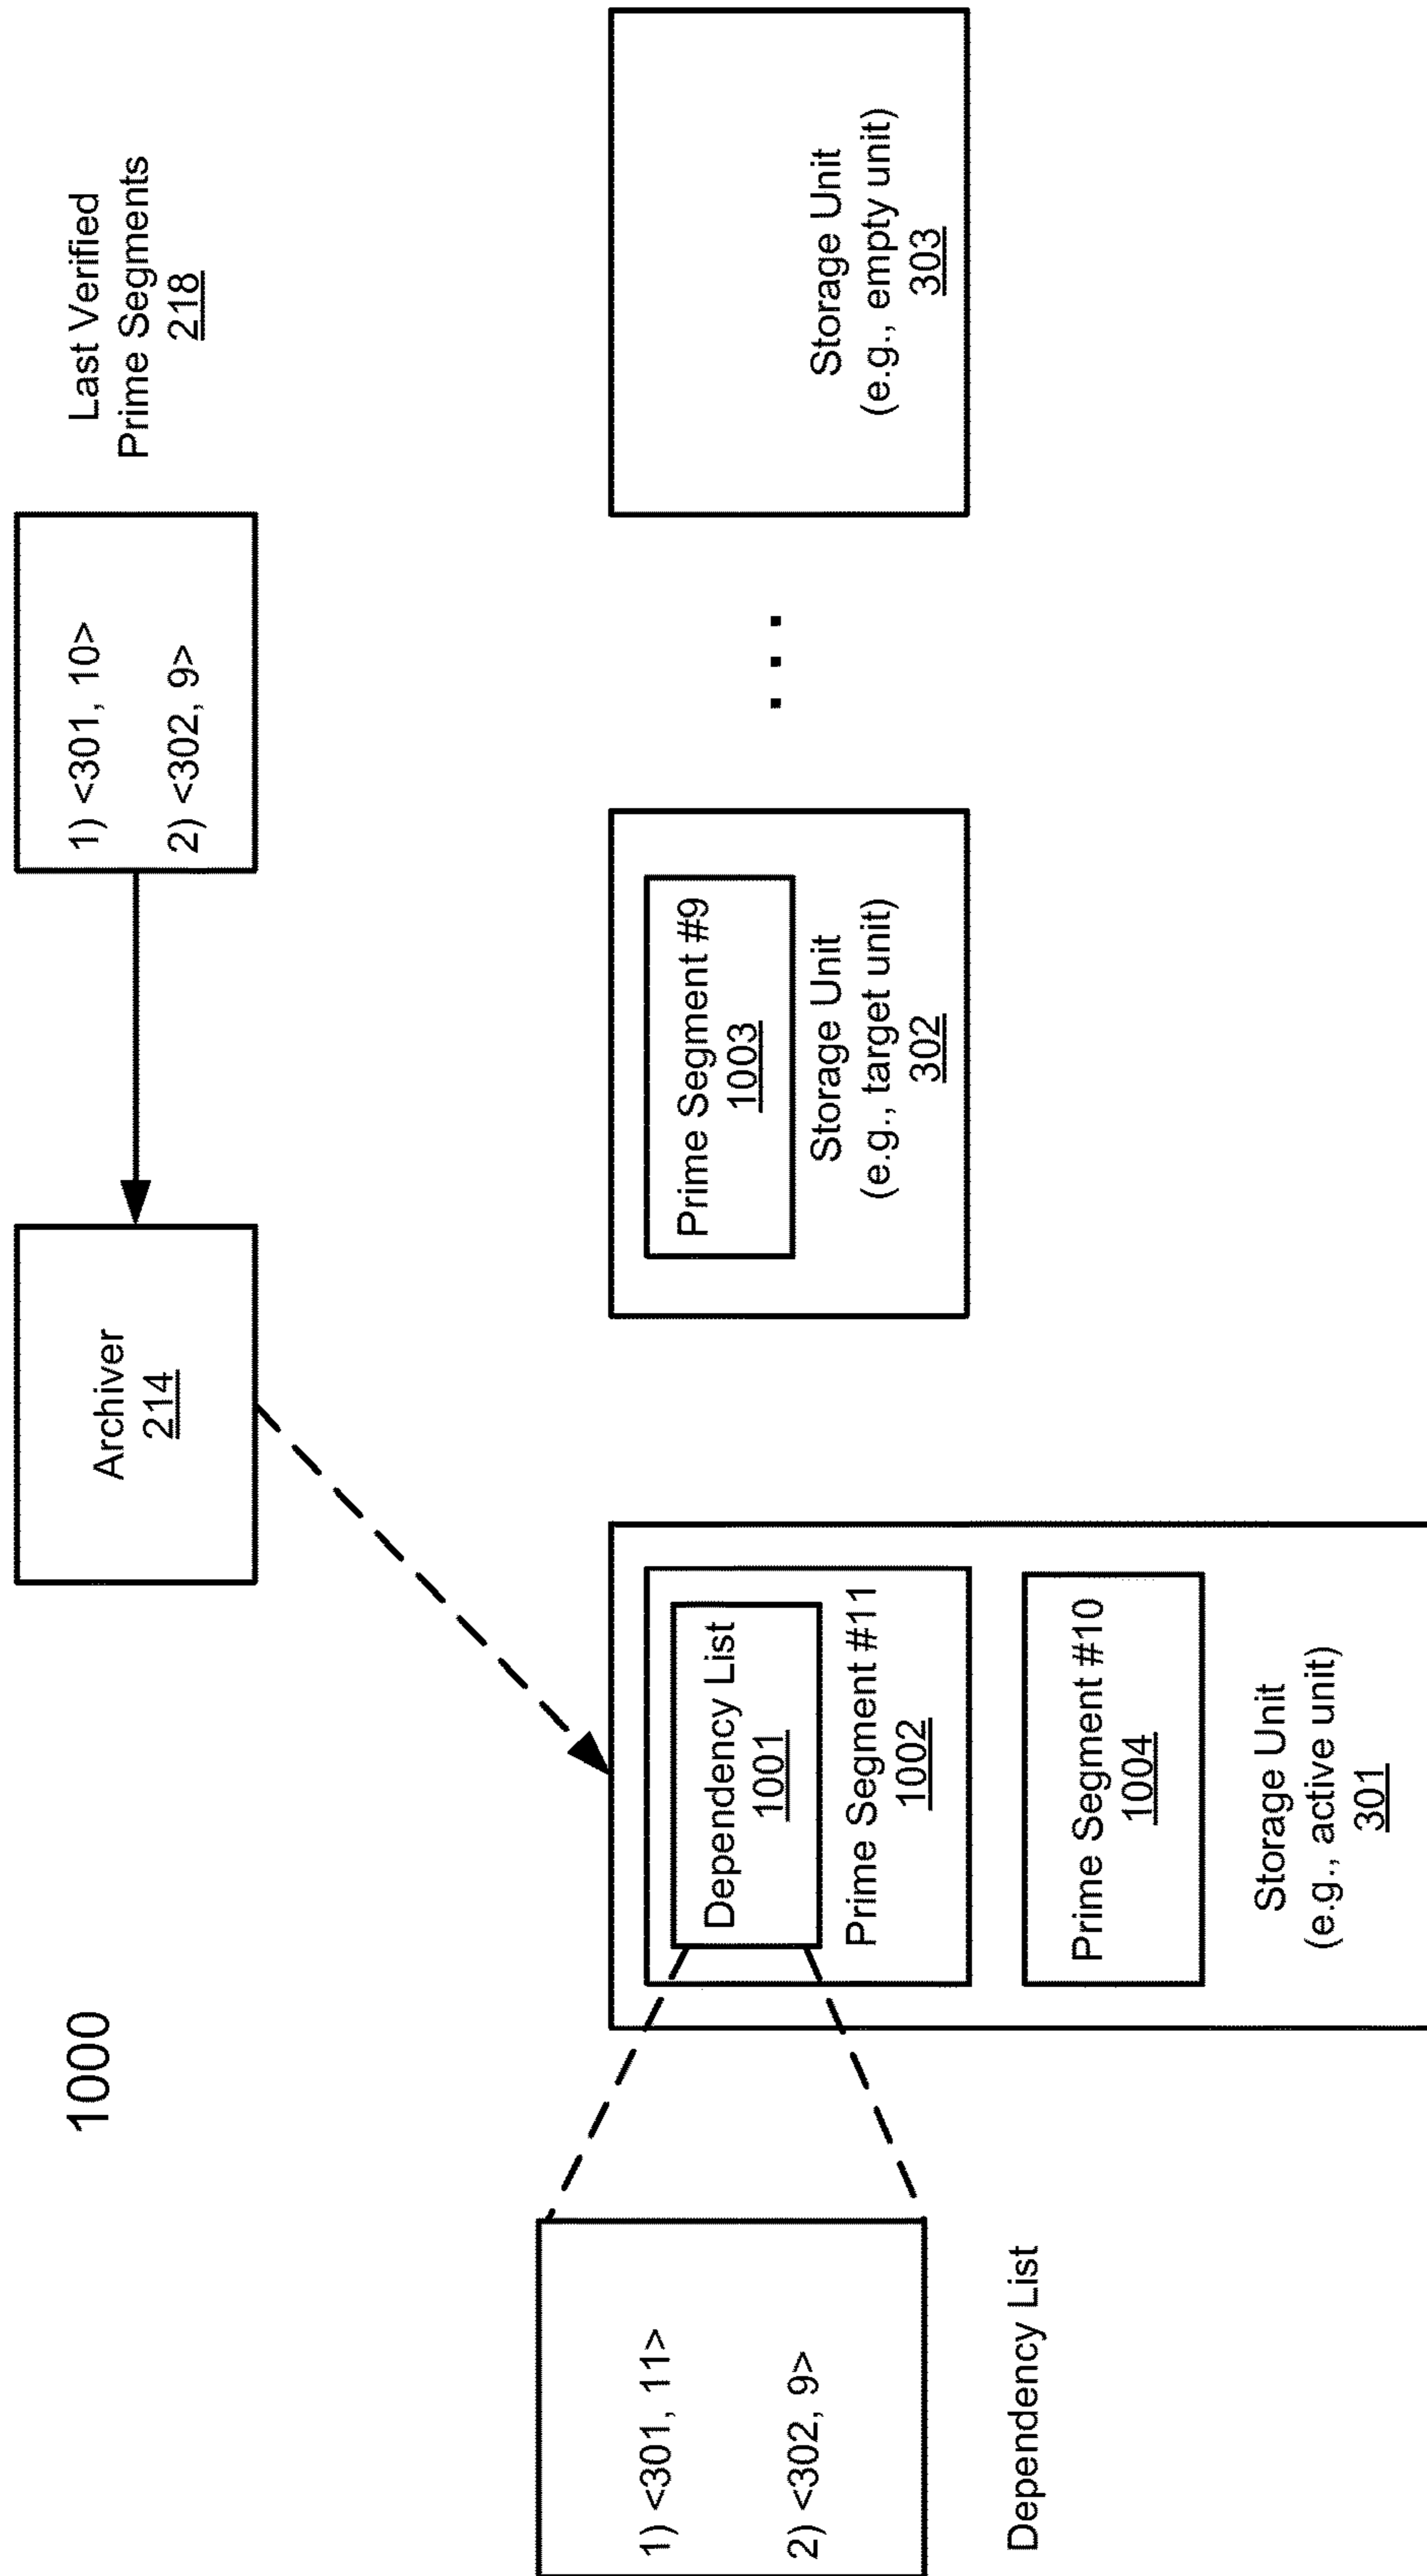 1000
Archiver
214
1) <301, 10>
2) <302, 9>
Last Verified
Prime Segments
218
1) <301, 11>
2) <302, 9>
Dependency List
Dependency List
1001
Prime Segment #11
1002
Prime Segment #10
1004
Storage Unit
(e.g., active unit)
301
Prime Segment #9
1003
Storage Unit
(e.g., target unit)
302
. . .
Storage Unit
(e.g., empty unit)
303